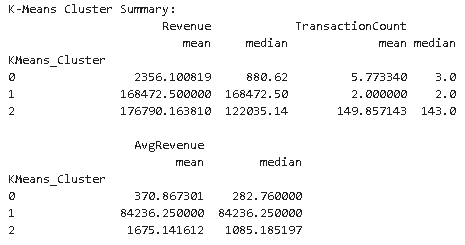 K-Means Cluster Summary:
Revenue TransactionCount
mean median mean median
KMeans_Cluster
0 2356.100819 880.62 5.773340 3.0
1 168472.500000 168472.50 2.000000 2.0
2 176790.163810 122035.14 149.857143 143.0
AvgRevenue
mean median
KMeans_Cluster
0 370.867301 282.760000
1 84236.250000 84236.250000
2 1675.141612 1085.185197